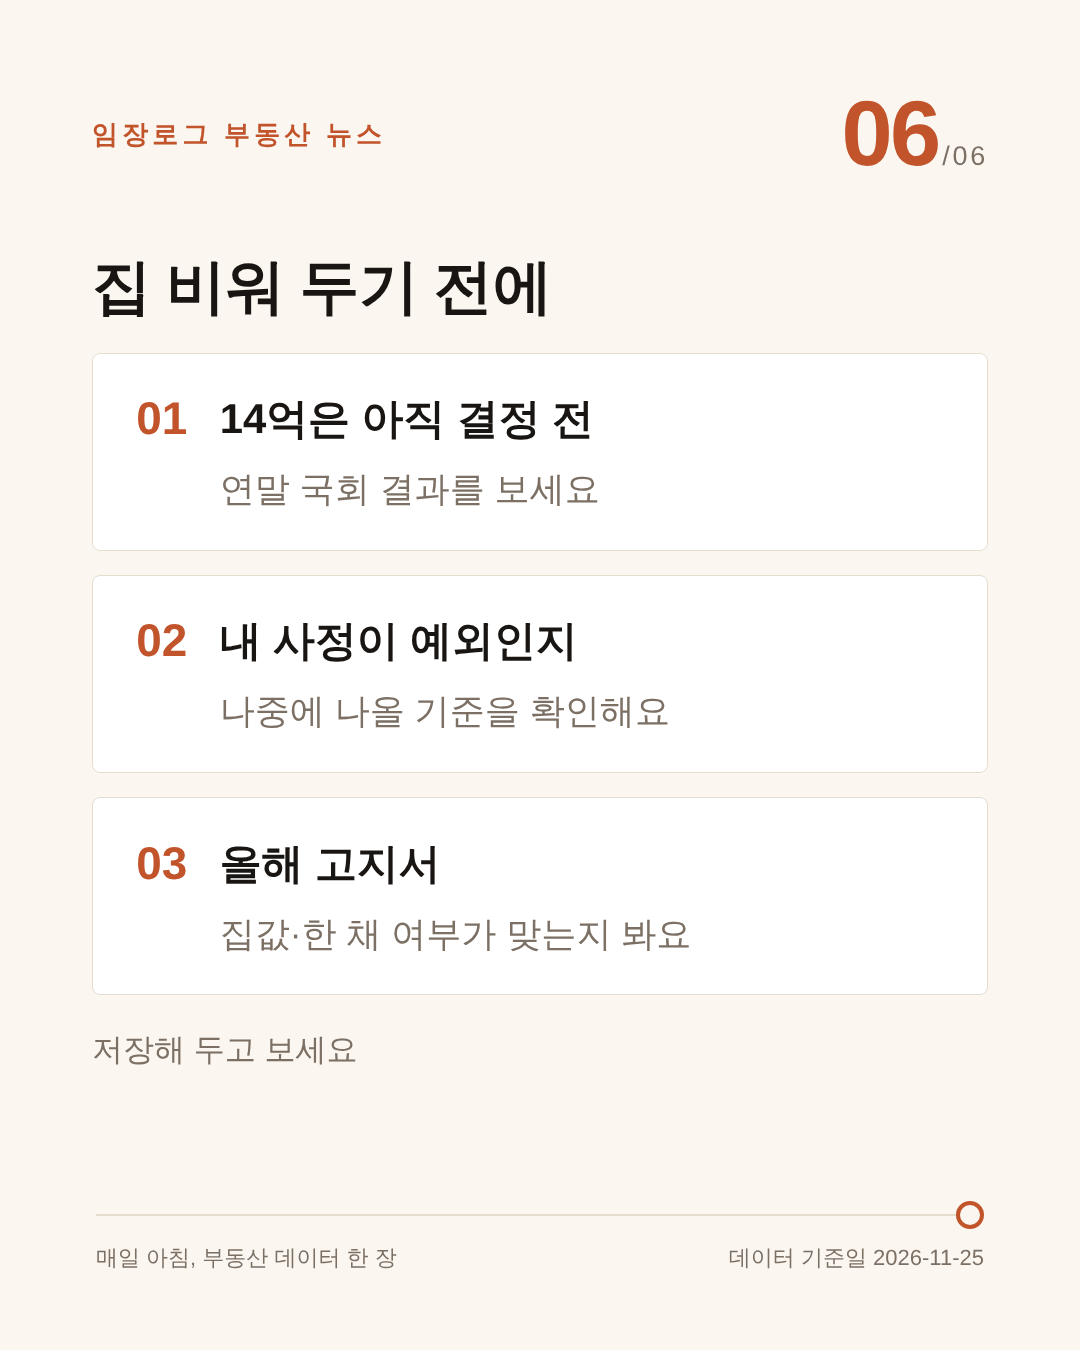 임장로그 부동산 뉴스
06/06
집 비워 두기 전에
01 14억은 아직 결정 전
연말 국회 결과를 보세요
02 내 사정이 예외인지
나중에 나올 기준을 확인해요
03 올해 고지서
집값·한 채 여부가 맞는지 봐요
저장해 두고 보세요
매일 아침, 부동산 데이터 한 장
데이터 기준일 2026-11-25